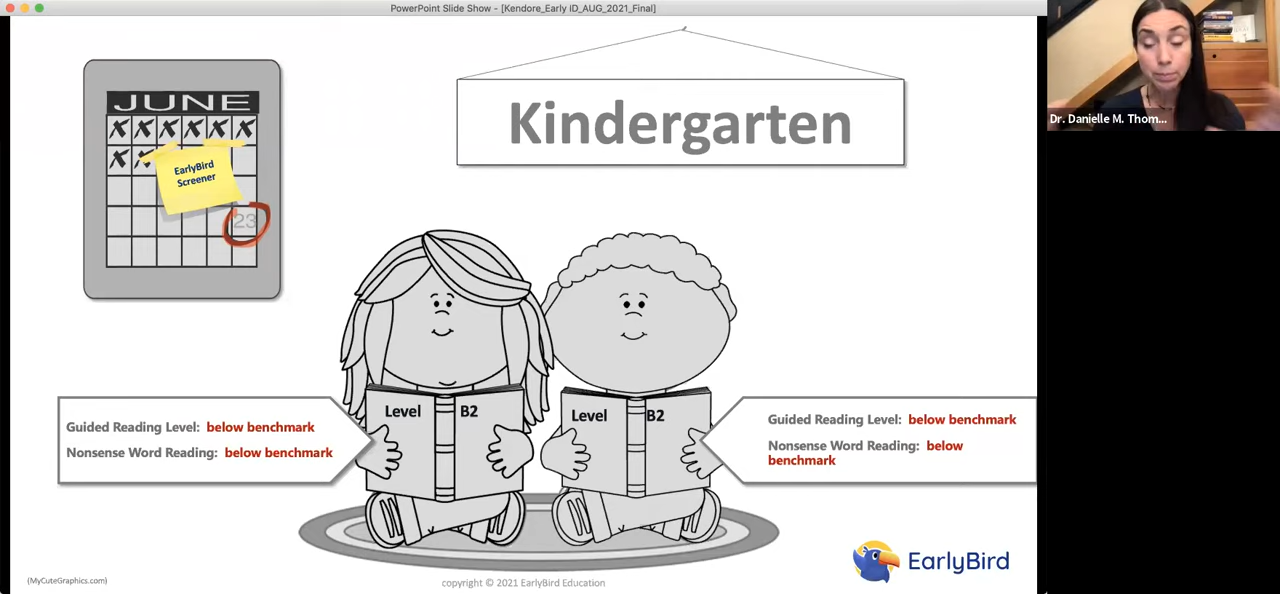 PowerPoint Slide Show - [Kendore_Early iD_AUG_2021_Final]
Dr. Danielle M. Thom...
JUNE
EarlyBird
Screener
23
Kindergarten
Level B2
Level B2
Guided Reading Level: below benchmark
Nonsense Word Reading: below benchmark
Guided Reading Level: below benchmark
Nonsense Word Reading: below
benchmark
EarlyBird
(MyCuteGraphics.com)
copyright © 2021 EarlyBird Education